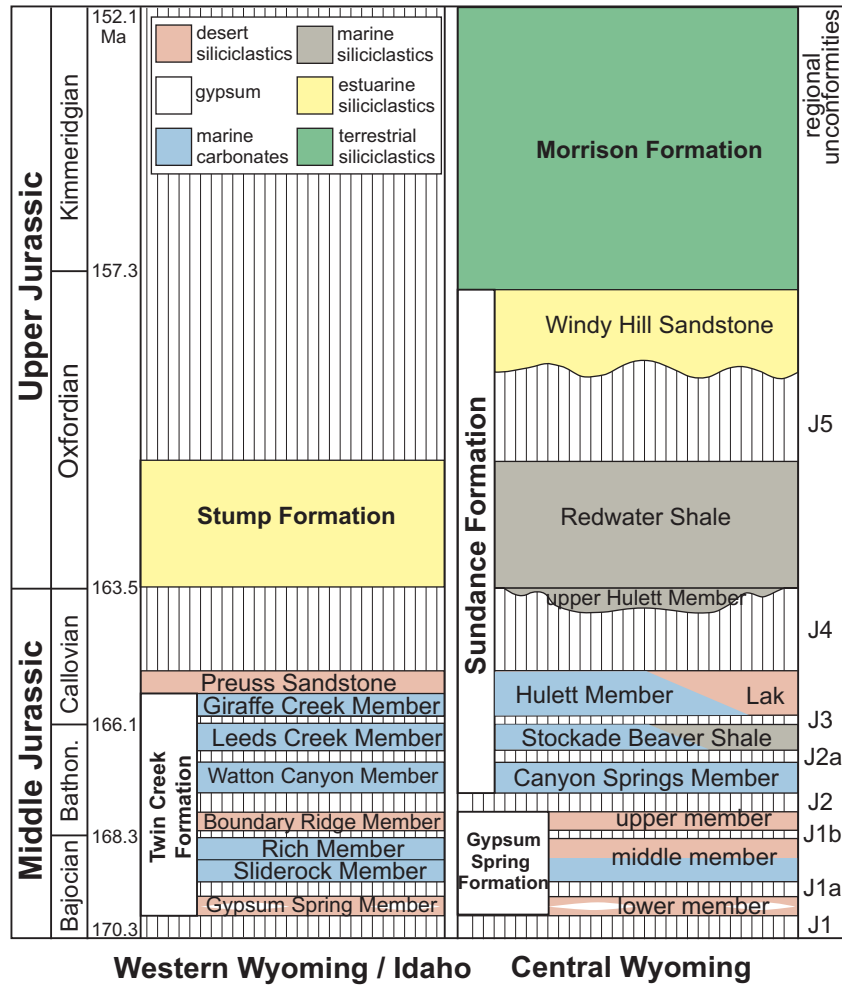 152.1
Ma
desert
siliciclastics
marine
siliciclastics
gypsum
estuarine
siliciclastics
marine
carbonates
terrestrial
siliciclastics
regional
unconformities
Upper Jurassic
Kimmeridgian
Morrison Formation
157.3
Oxfordian
Sundance Formation
Windy Hill Sandstone
J5
Stump Formation
Redwater Shale
163.5
upper Hulett Member
Middle Jurassic
Callovian
J4
Preuss Sandstone
Hulett Member
Lak
Twin Creek
Formation
Giraffe Creek Member
J3
166.1
Bathon.
Leeds Creek Member
Stockade Beaver Shale
J2a
Watton Canyon Member
Canyon Springs Member
J2
Boundary Ridge Member
Gypsum
Spring
Formation
upper member
J1b
168.3
Bajocian
Rich Member
middle member
Sliderock Member
J1a
Gypsum Spring Member
lower member
170.3
J1
Western Wyoming / Idaho
Central Wyoming